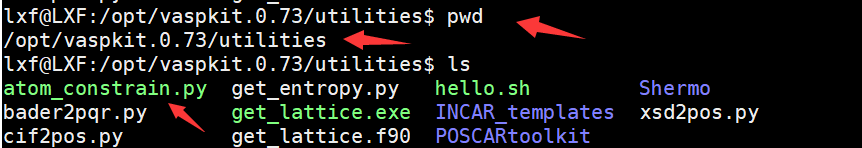 lxf@LXF:/opt/vaspkit.0.73/utilities$ pwd
/opt/vaspkit.0.73/utilities
lxf@LXF:/opt/vaspkit.0.73/utilities$ ls
atom_constrain.py get_entropy.py hello.sh Shermo
bader2pqr.py get_lattice.exe INCAR_templates xsd2pos.py
cif2pos.py get_lattice.f90 POSCARtoolkit